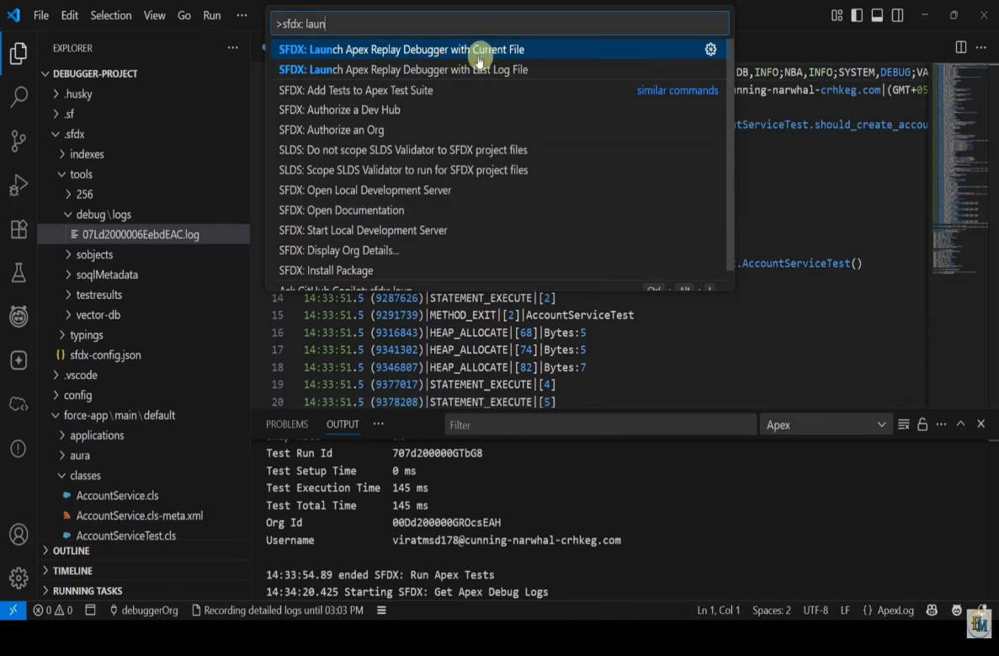 File Edit Selection View Go Run ...
>sfdx: laun
SFDX: Launch Apex Replay Debugger with Current File
SFDX: Launch Apex Replay Debugger with Last Log File
SFDX: Add Tests to Apex Test Suite similar commands
SFDX: Authorize a Dev Hub
SFDX: Authorize an Org
SLDS: Do not scope SLDS Validator to SFDX project files
SLDS: Scope SLDS Validator to run for SFDX project files
SFDX: Open Local Development Server
SFDX: Open Documentation
SFDX: Start Local Development Server
SFDX: Display Org Details...
SFDX: Install Package
Ask GitHub Copilot: sfdx: laun Ctrl + Alt + I
EXPLORER ...
DEBUGGER-PROJECT
.husky
.sf
.sfdx
indexes
tools
256
debug\logs
07Ld2000006EebdEAC.log
sobjects
soqlMetadata
testresults
vector-db
typings
{} sfdx-config.json
.vscode
config
force-app\main\default
applications
aura
classes
AccountService.cls
AccountService.cls-meta.xml
AccountServiceTest.cls
OUTLINE
TIMELINE
RUNNING TASKS
DB,INFO;NBA,INFO;SYSTEM,DEBUG;VA
nning-narwhal-crhkeg.com|(GMT+05
ntServiceTest.should_create_accou
.AccountServiceTest()
14 14:33:51.5 (9287626)|STATEMENT_EXECUTE|[2]
15 14:33:51.5 (9291739)|METHOD_EXIT|[2]|AccountServiceTest
16 14:33:51.5 (9316843)|HEAP_ALLOCATE|[68]|Bytes:5
17 14:33:51.5 (9341302)|HEAP_ALLOCATE|[74]|Bytes:5
18 14:33:51.5 (9346807)|HEAP_ALLOCATE|[82]|Bytes:7
19 14:33:51.5 (9377017)|STATEMENT_EXECUTE|[4]
20 14:33:51.5 (9378208)|STATEMENT_EXECUTE|[5]
PROBLEMS OUTPUT ... Filter Apex
Test Run Id 707d200000GTbG8
Test Setup Time 0 ms
Test Execution Time 145 ms
Test Total Time 145 ms
Org Id 00Dd200000GROcsEAH
Username viratmsd178@cunning-narwhal-crhkeg.com
14:33:54.89 ended SFDX: Run Apex Tests
14:34:20.425 Starting SFDX: Get Apex Debug Logs
0 0 debuggerOrg Recording detailed logs until 03:03 PM Ln 1, Col 1 Spaces: 2 UTF-8 LF {} ApexLog